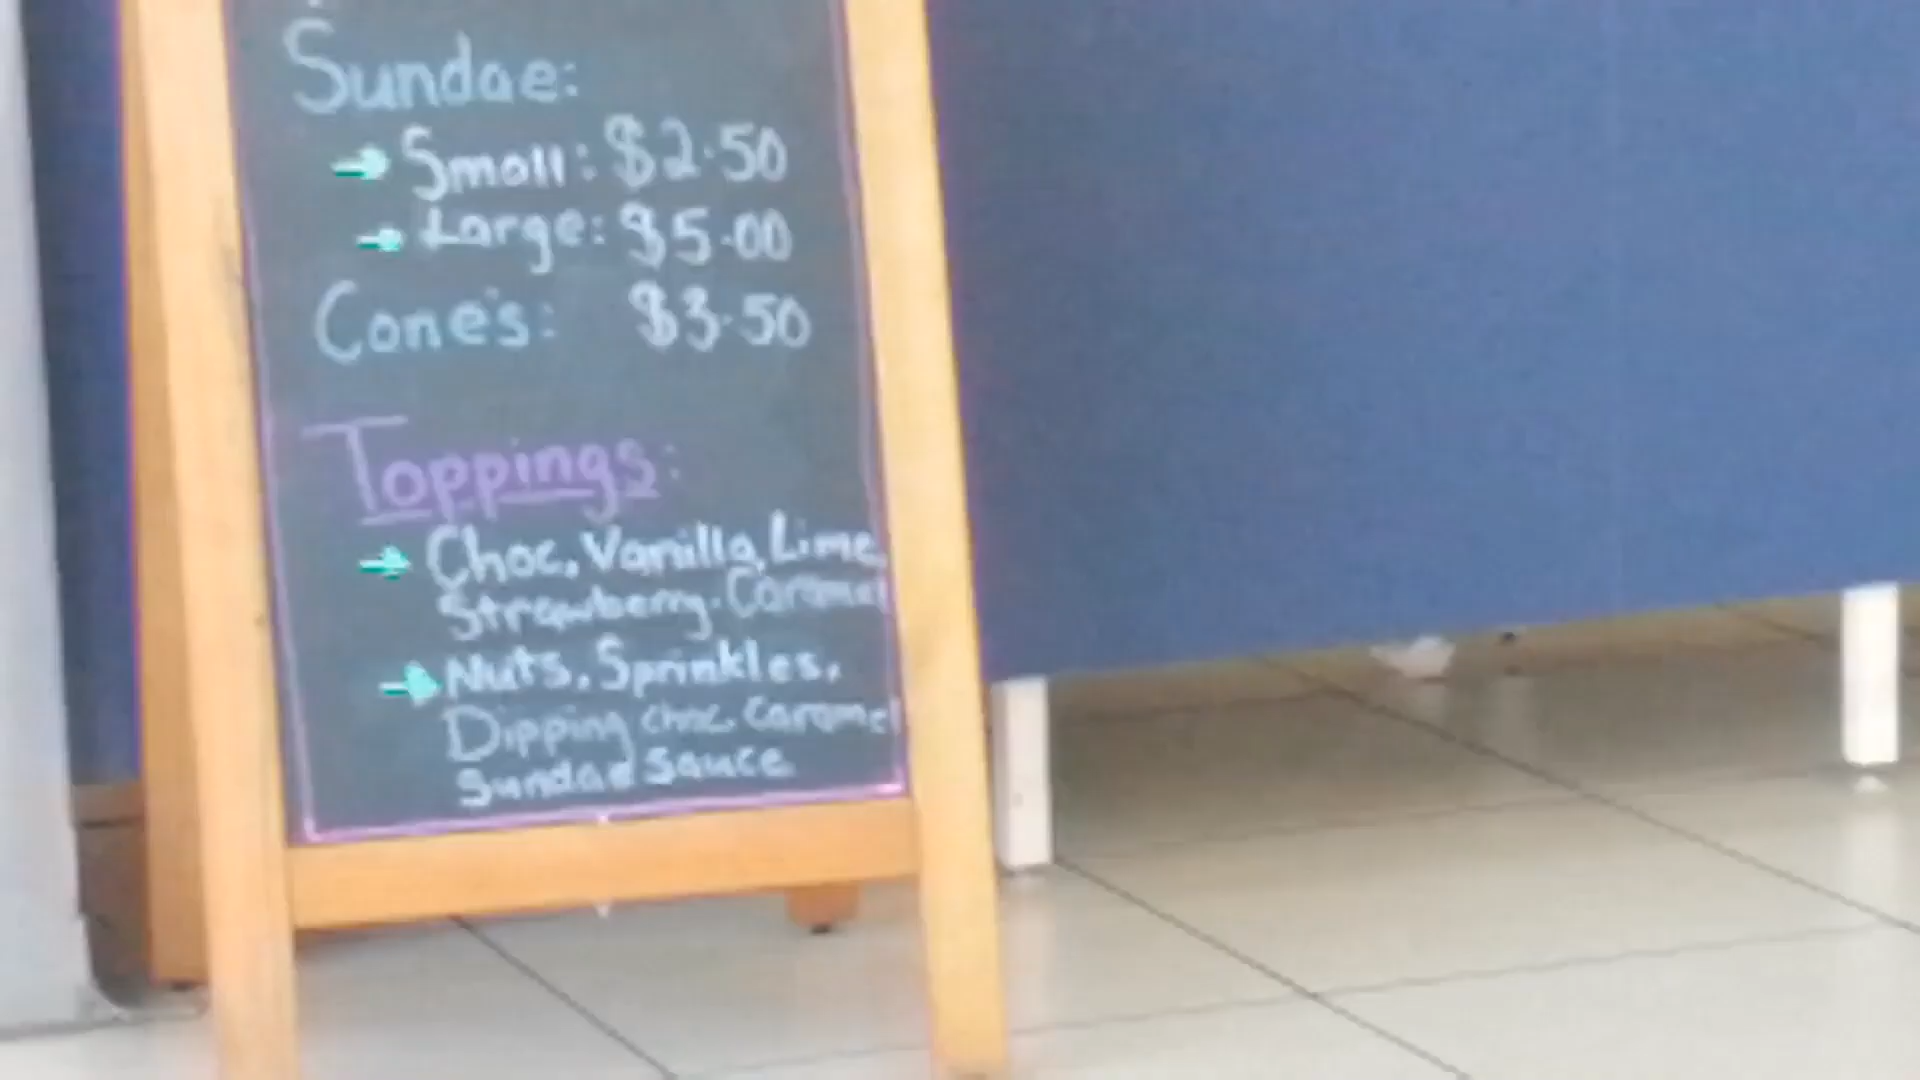 Sundae:
→ Small: $2.50
→ Large: $5.00
Cone's: $3.50
Toppings:
→ Choc, Vanilla, Lime,
Strawberry, Caramel
→ Nuts, Sprinkles,
Dipping choc, caramel
Sundae Sauce